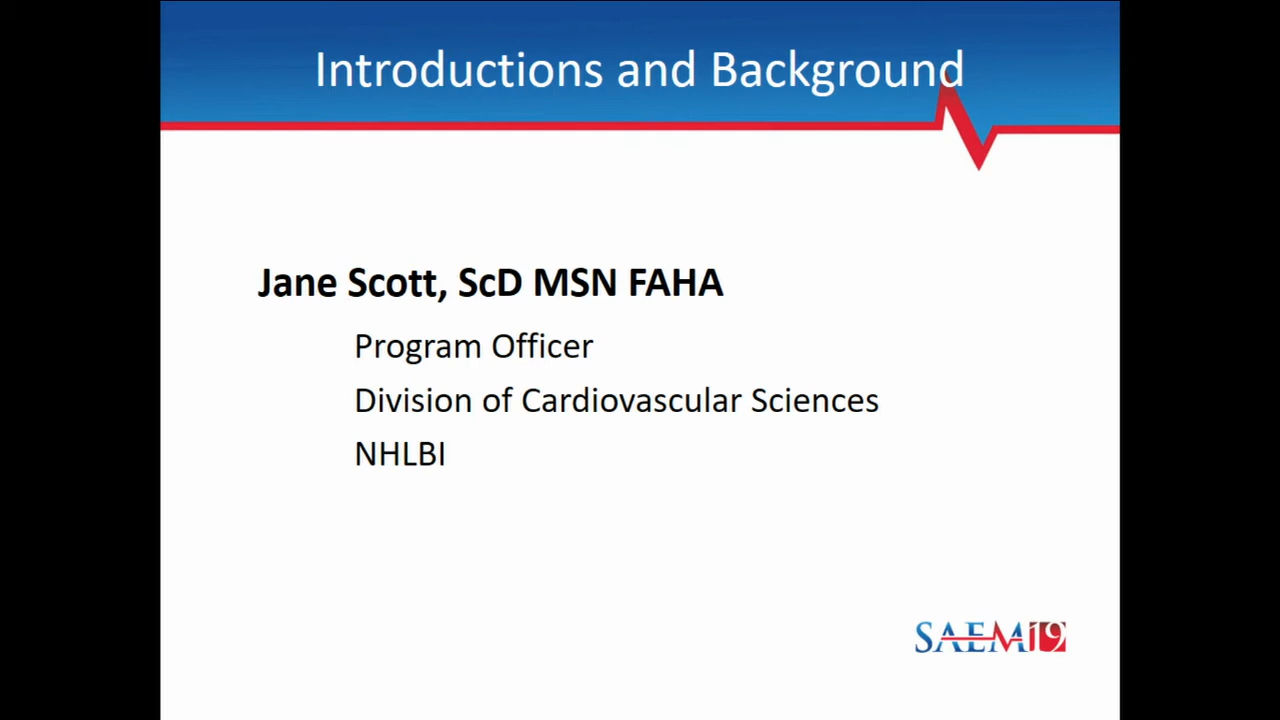 Introductions and Background
Jane Scott, ScD MSN FAHA
Program Officer
Division of Cardiovascular Sciences
NHLBI
SAEM19